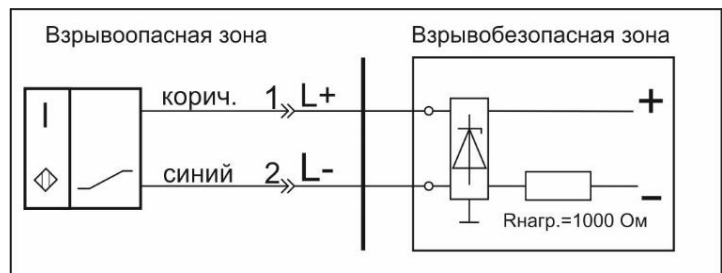 Взрывоопасная зона
Взрывобезопасная зона
I
корич. 1 L+
+
синий 2 L-
−
Rнагр.=1000 Ом